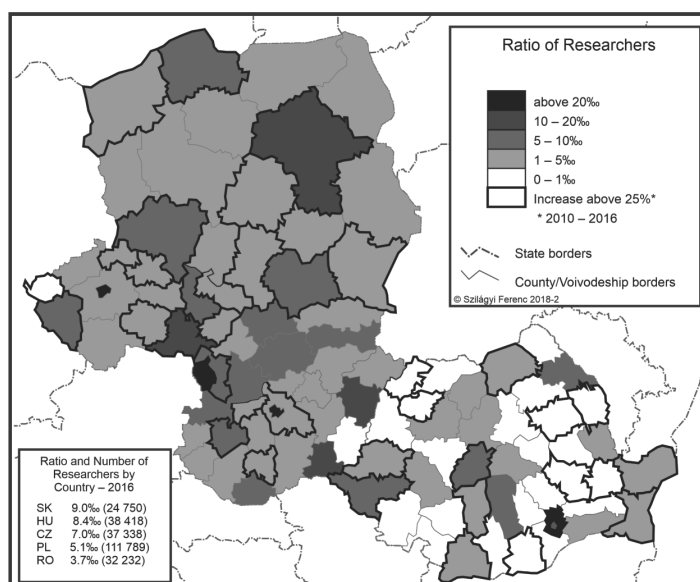 Ratio of Researchers
above 20‰
10 – 20‰
5 – 10‰
1 – 5‰
0 – 1‰
Increase above 25%*
* 2010 – 2016
State borders
County/Voivodeship borders
© Szilágyi Ferenc 2018-2
Ratio and Number of
Researchers by
Country – 2016
SK 9.0‰ (24 750)
HU 8.4‰ (38 418)
CZ 7.0‰ (37 338)
PL 5.1‰ (111 789)
RO 3.7‰ (32 232)